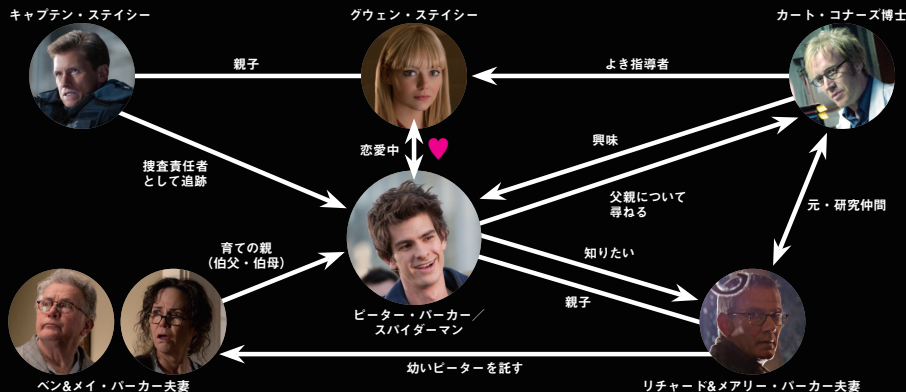 キャプテン・ステイシー
グウェン・ステイシー
カート・コナーズ博士
親子
よき指導者
恋愛中
興味
捜査責任者
として追跡
父親について
尋ねる
元・研究仲間
育ての親
（伯父・伯母）
知りたい
親子
ピーター・パーカー／
スパイダーマン
幼いピーターを託す
ベン&メイ・パーカー夫妻
リチャード&メアリー・パーカー夫妻